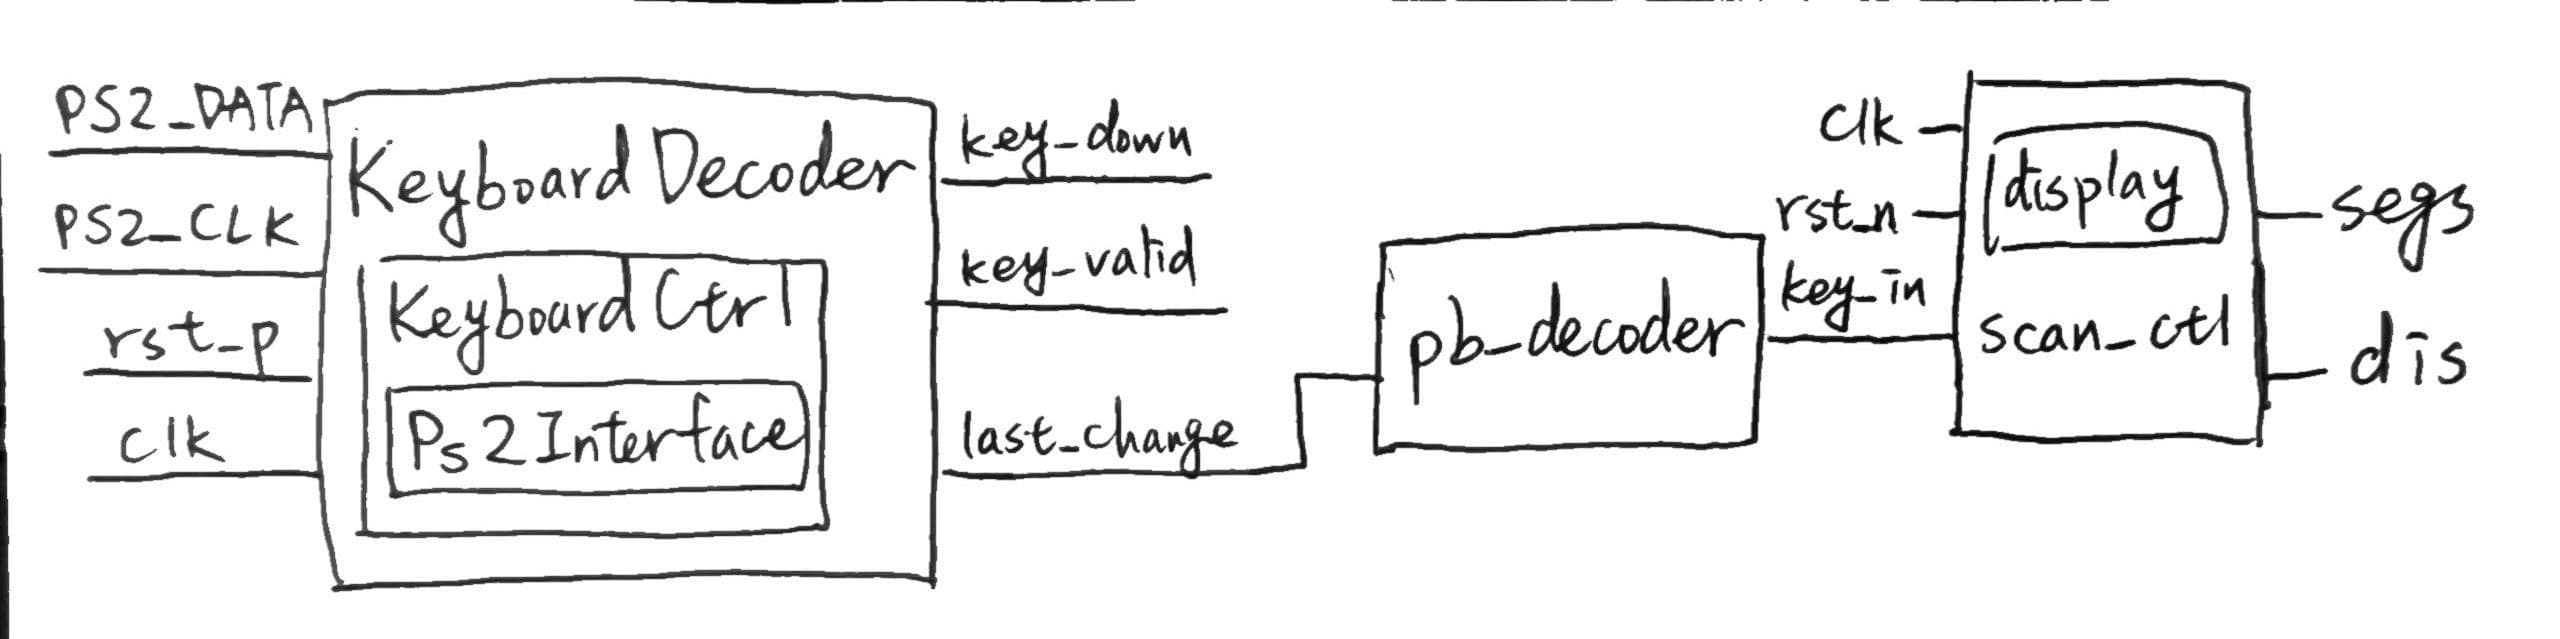 PS2_DATA
PS2_CLK
rst_p
clk
Keyboard Decoder
Keyboard Ctrl
Ps2 Interface
key_down
key_valid
last_change
pb_decoder
clk
rst_n
key_in
display
scan_ctl
segs
dis